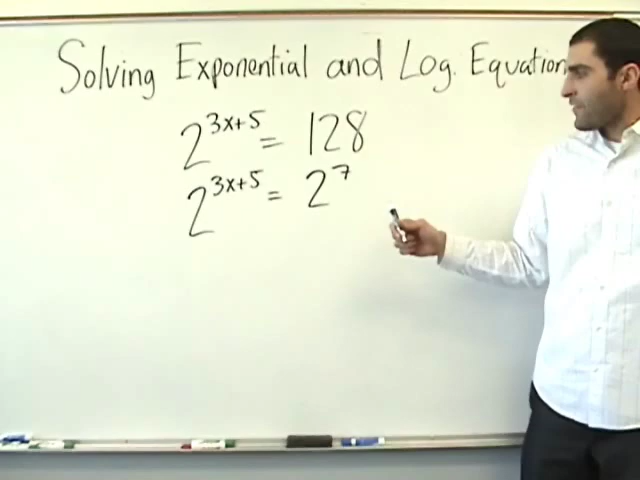 Solving Exponential and Log. Equation
2^{3x+5} = 128
2^{3x+5} = 2^7